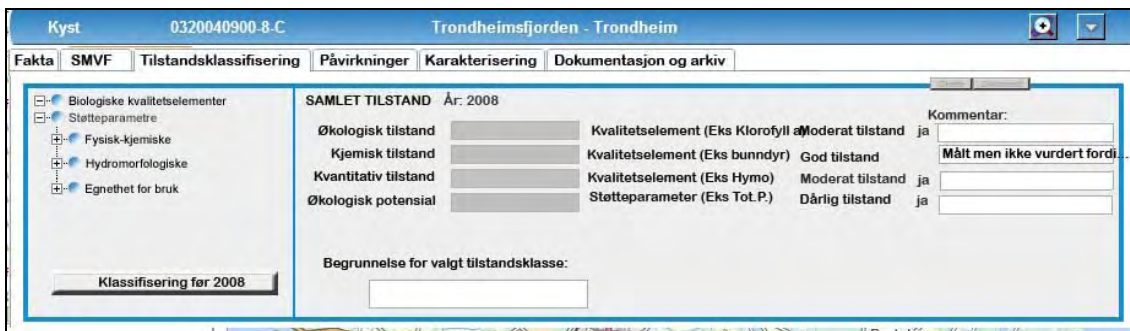 Kyst 0320040900-8-C Trondheimsfjorden - Trondheim
Fakta SMVF Tilstandsklassifisering Påvirkninger Karakterisering Dokumentasjon og arkiv
Biologiske kvalitetselementer
Støtteparametre
Fysisk-kjemiske
Hydromorfologiske
Egnethet for bruk
Klassifisering før 2008
SAMLET TILSTAND År: 2008
Kommentar:
Økologisk tilstand Kvalitetselement (Eks Klorofyll a) Moderat tilstand ja
Kjemisk tilstand Kvalitetselement (Eks bunndyr) God tilstand Målt men ikke vurdert fordi...
Kvantitativ tilstand Kvalitetselement (Eks Hymo) Moderat tilstand ja
Økologisk potensial Støtteparameter (Eks Tot.P.) Dårlig tilstand ja
Begrunnelse for valgt tilstandsklasse: